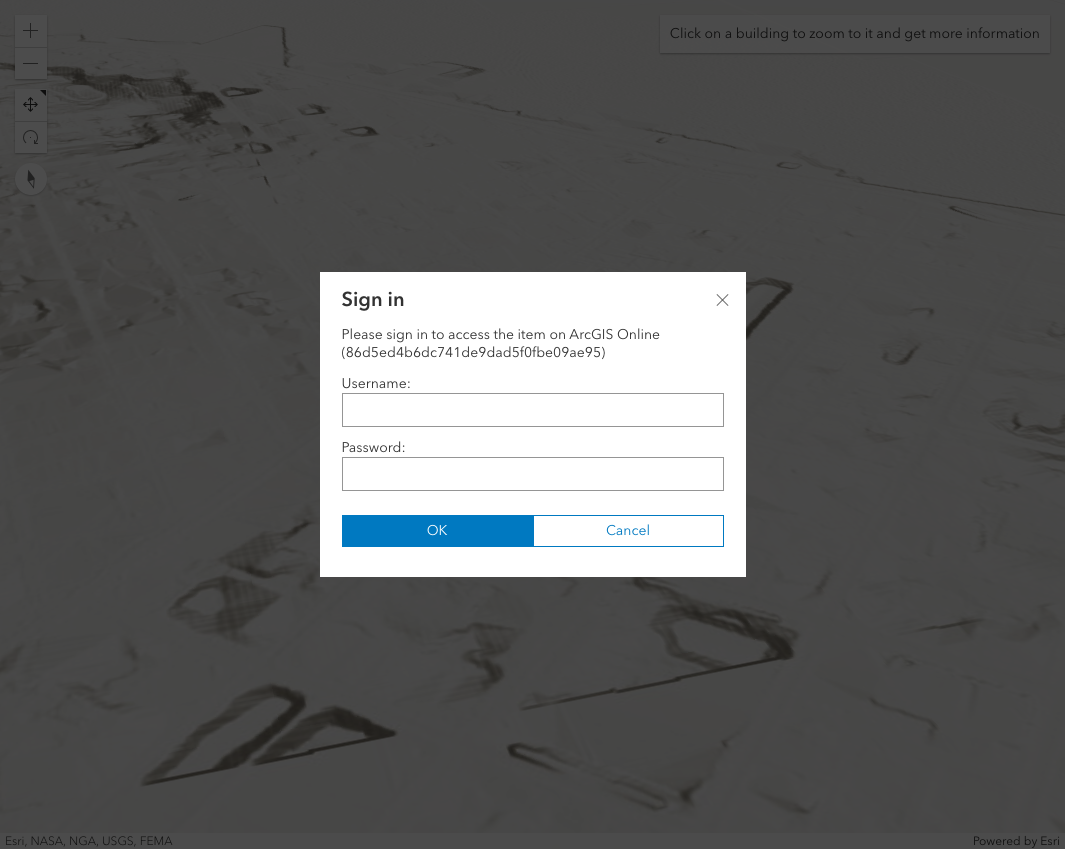 Click on a building to zoom to it and get more information
Sign in
Please sign in to access the item on ArcGIS Online
(86d5ed4b6dc741de9dad5f0fbe09ae95)
Username:
Password:
OK
Cancel
Esri, NASA, NGA, USGS, FEMA
Powered by Esri